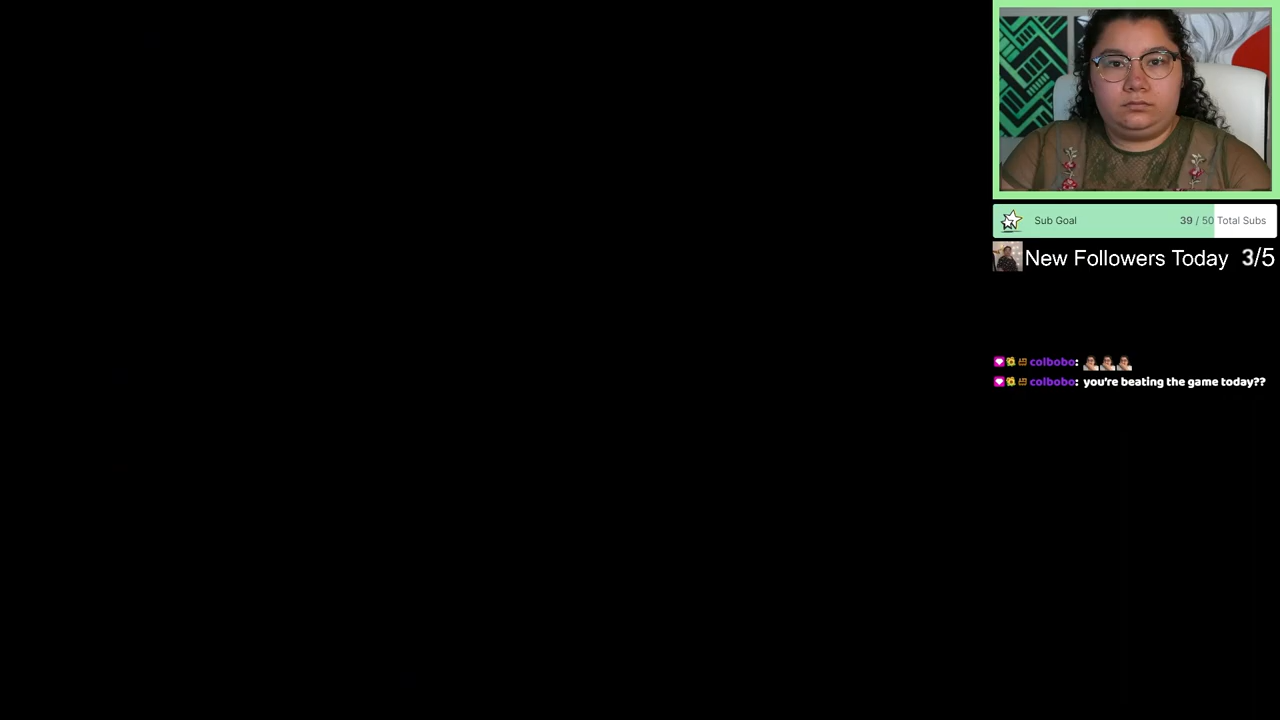 Sub Goal 39 / 50 Total Subs
New Followers Today 3/5
colbobo:
colbobo: you're beating the game today??